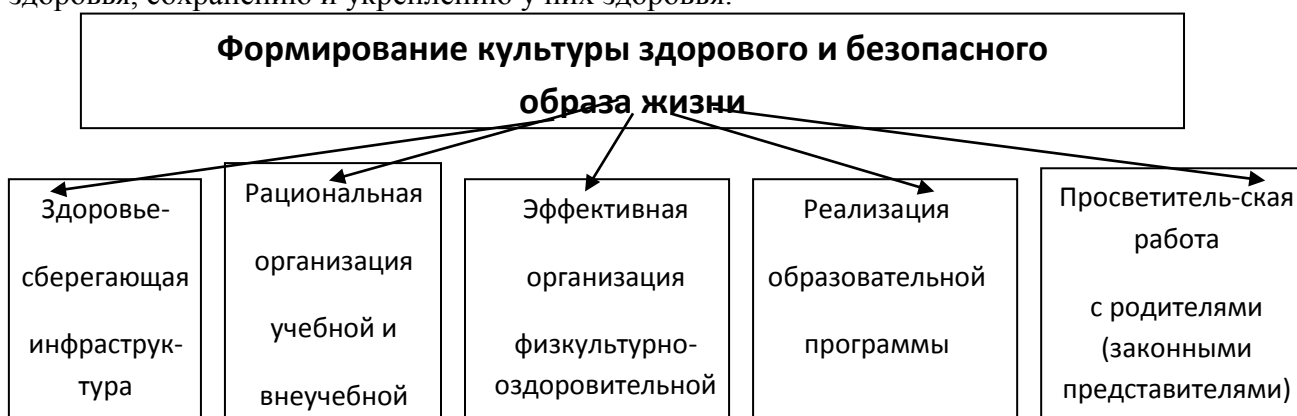 здоровья, сохранению и укреплению у них здоровья.
Формирование культуры здорового и безопасного
образа жизни
Здоровье-
сберегающая
инфраструк-
тура
Рациональная
организация
учебной и
внеучебной
Эффективная
организация
физкультурно-
оздоровительной
Реализация
образовательной
программы
Просветитель-ская
работа
с родителями
(законными
представителями)